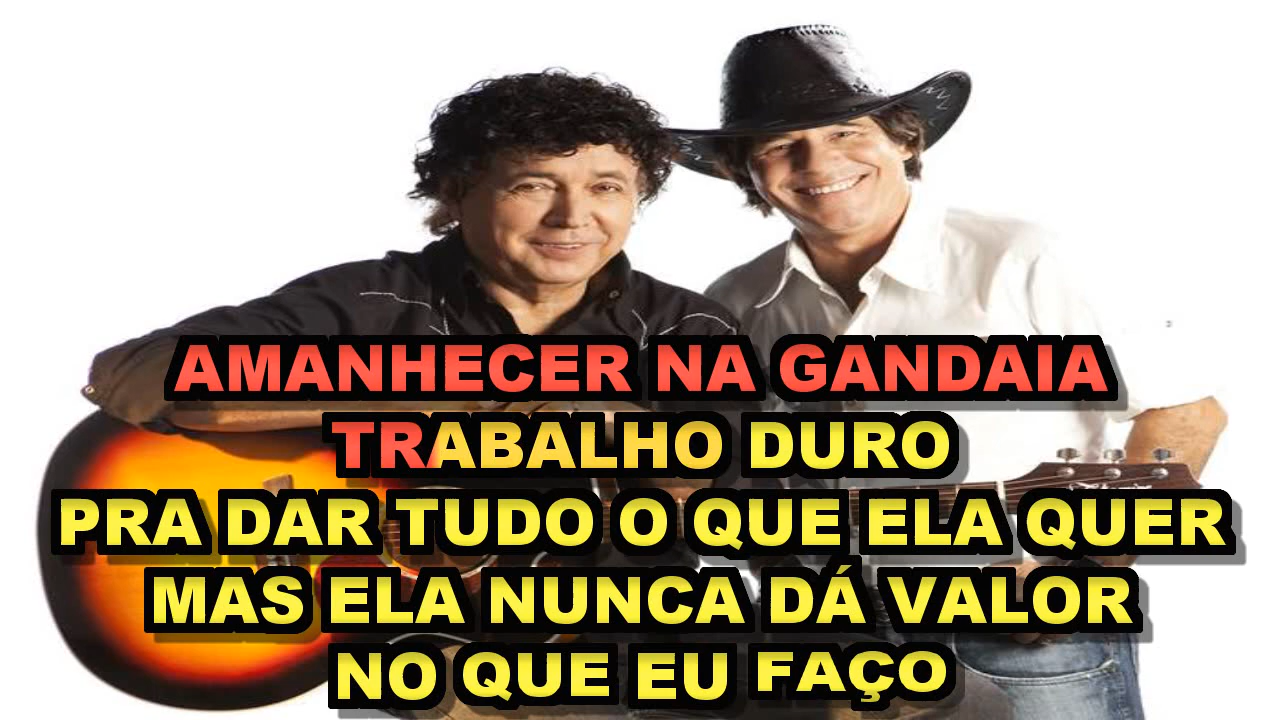 AMANHECER NA GANDAIA
TRABALHO DURO
PRA DAR TUDO O QUE ELA QUER
MAS ELA NUNCA DÁ VALOR
NO QUE EU FAÇO